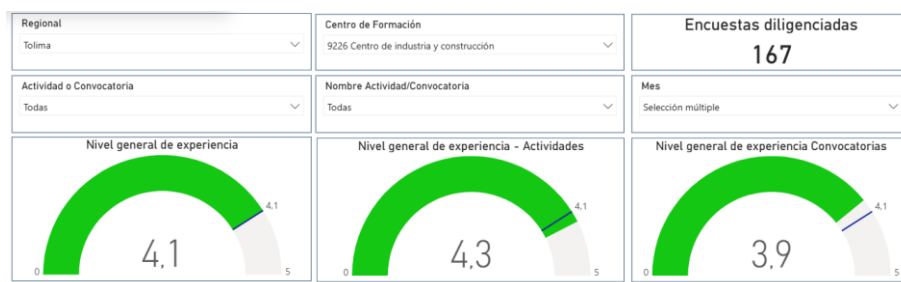 Regional
Tolima
Centro de Formación
9226 Centro de industria y construcción
Encuestas diligenciadas
167
Actividad o Convocatoria
Todas
Nombre Actividad/Convocatoria
Todas
Mes
Selección múltiple
Nivel general de experiencia
4,1
4,1
0
5
Nivel general de experiencia - Actividades
4,1
4,3
0
5
Nivel general de experiencia Convocatorias
4,1
3,9
0
5